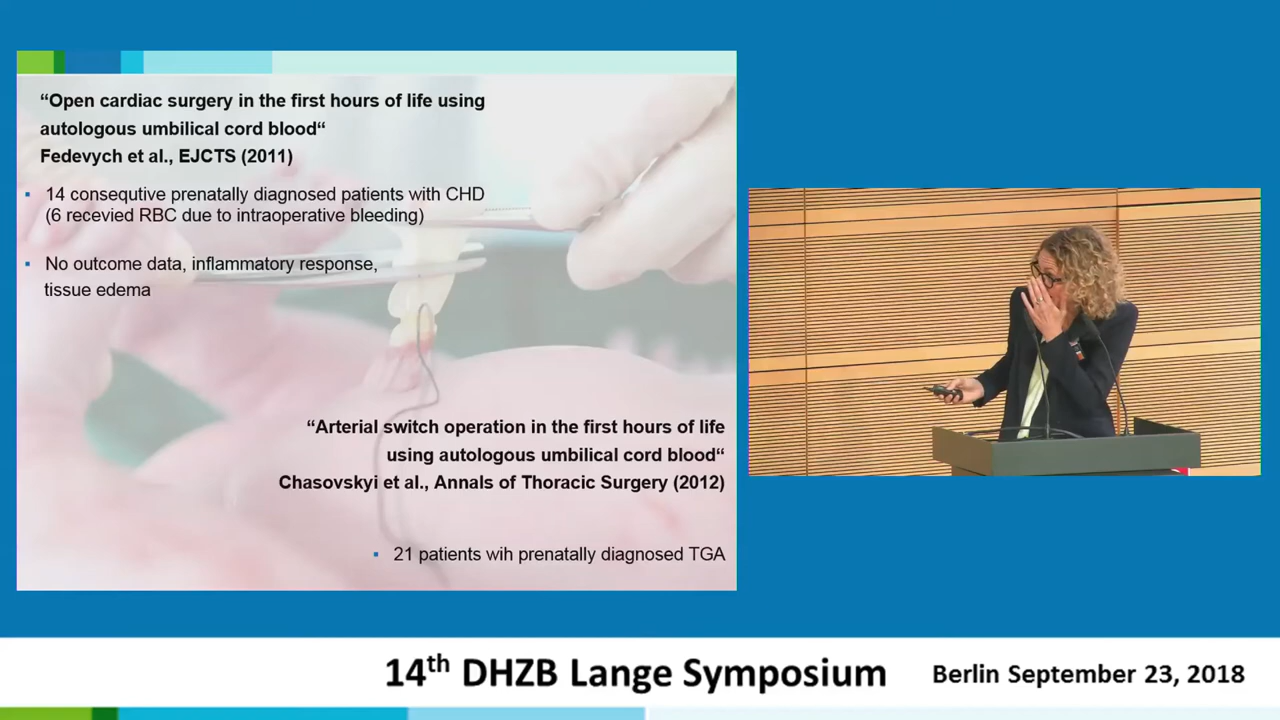 “Open cardiac surgery in the first hours of life using
autologous umbilical cord blood“
Fedevych et al., EJCTS (2011)
▪ 14 consequtive prenatally diagnosed patients with CHD
(6 recevied RBC due to intraoperative bleeding)
▪ No outcome data, inflammatory response,
tissue edema
“Arterial switch operation in the first hours of life
using autologous umbilical cord blood“
Chasovskyi et al., Annals of Thoracic Surgery (2012)
▪ 21 patients wih prenatally diagnosed TGA
14th DHZB Lange Symposium
Berlin September 23, 2018